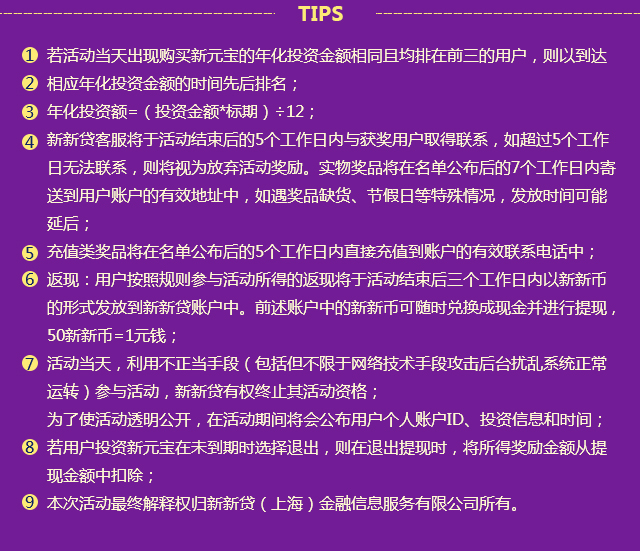 TIPS
1 若活动当天出现购买新元宝的年化投资金额相同且均排在前三的用户，则以到达
2 相应年化投资金额的时间先后排名；
3 年化投资额=（投资金额*标期）÷12；
4 新新贷客服将于活动结束后的5个工作日内与获奖用户取得联系，如超过5个工作
日无法联系，则将视为放弃活动奖励。实物奖品将在名单公布后的7个工作日内寄
送到用户账户的有效地址中，如遇奖品缺货、节假日等特殊情况，发放时间可能
延后；
5 充值类奖品将在名单公布后的5个工作日内直接充值到账户的有效联系电话中；
6 返现：用户按照规则参与活动所得的返现将于活动结束后三个工作日内以新新币
的形式发放到新新贷账户中。前述账户中的新新币可随时兑换成现金并进行提现，
50新新币=1元钱；
7 活动当天，利用不正当手段（包括但不限于网络技术手段攻击后台扰乱系统正常
运转）参与活动，新新贷有权终止其活动资格；
为了使活动透明公开，在活动期间将会公布用户个人账户ID、投资信息和时间；
8 若用户投资新元宝在未到期时选择退出，则在退出提现时，将所得奖励金额从提
现金额中扣除；
9 本次活动最终解释权归新新贷（上海）金融信息服务有限公司所有。